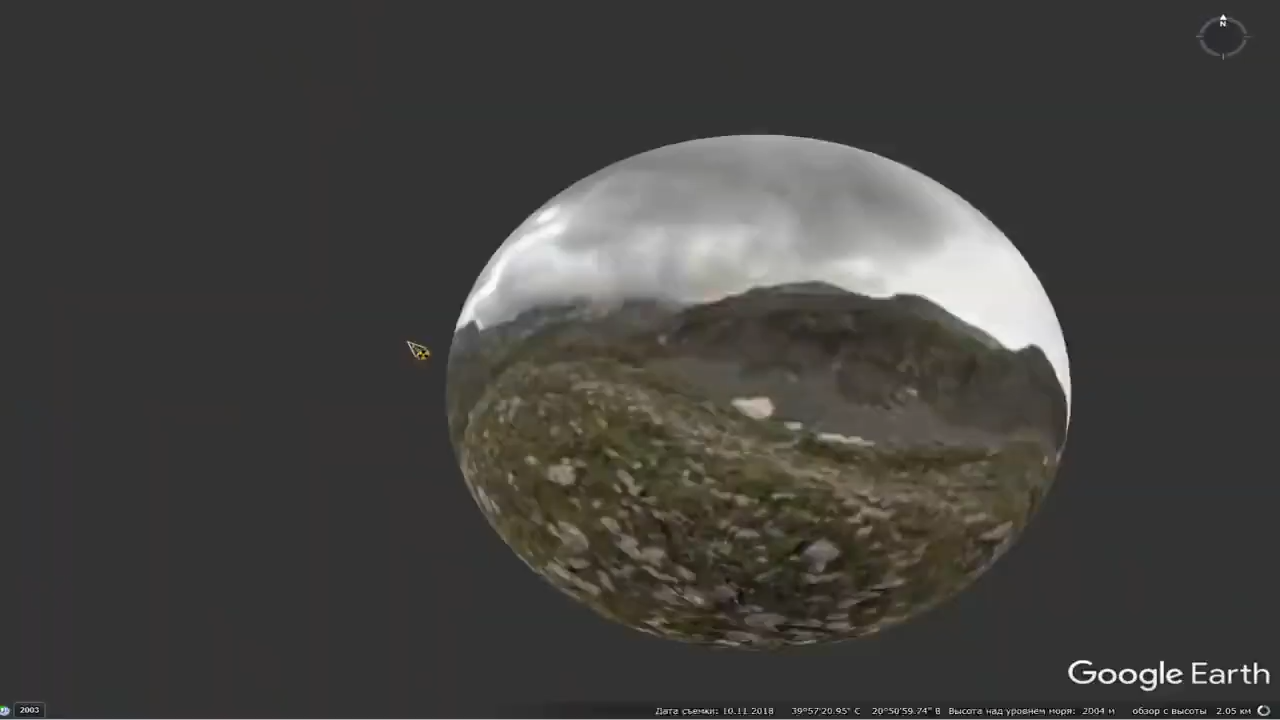 N
Google Earth
2003
Дата съемки: 10.11.2018 39°57'20.95" С 20°50'59.74" В Высота над уровнем моря: 2004 м обзор с высоты 2.05 км